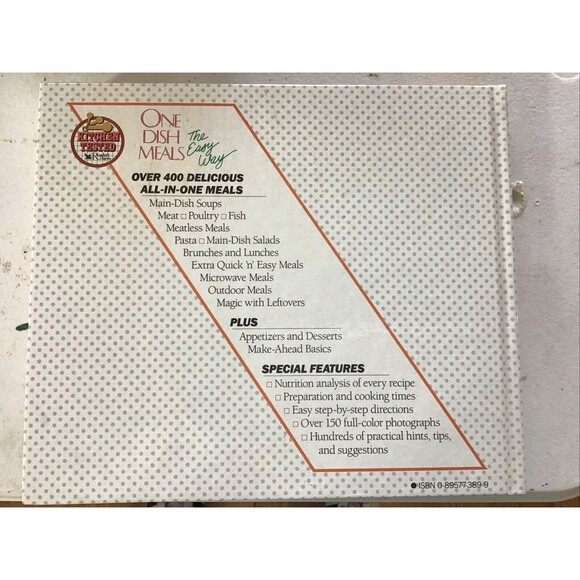 KITCHEN
TESTED
Reader's
Digest
ONE
DISH
MEALS
The
Easy
Way
OVER 400 DELICIOUS
ALL-IN-ONE MEALS
Main-Dish Soups
Meat □ Poultry □ Fish
Meatless Meals
Pasta □ Main-Dish Salads
Brunches and Lunches
Extra Quick 'n' Easy Meals
Microwave Meals
Outdoor Meals
Magic with Leftovers
PLUS
Appetizers and Desserts
Make-Ahead Basics
SPECIAL FEATURES
□ Nutrition analysis of every recipe
□ Preparation and cooking times
□ Easy step-by-step directions
□ Over 150 full-color photographs
□ Hundreds of practical hints, tips,
and suggestions
ISBN 0-89577-389-9